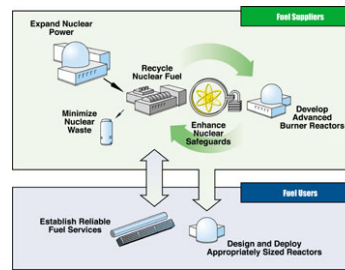 Fuel Suppliers
Expand Nuclear
Power
Recycle
Nuclear Fuel
Minimize
Nuclear
Waste
Enhance
Nuclear
Safeguards
Develop
Advanced
Burner Reactors
Fuel Users
Establish Reliable
Fuel Services
Design and Deploy
Appropriately Sized Reactors